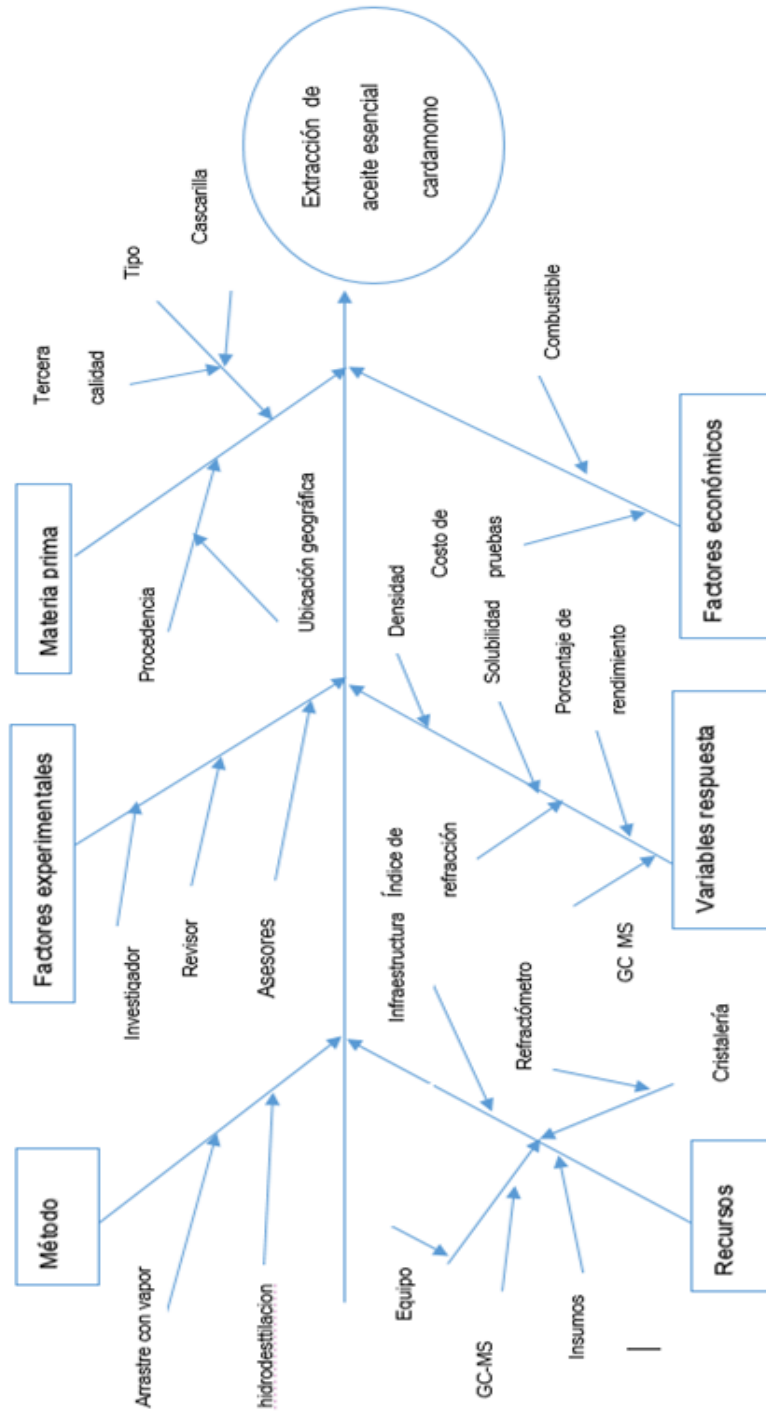 Método
Factores experimentales
Materia prima
Arrastre con vapor
hidrodesttilacion
Investigador
Revisor
Asesores
Procedencia
Ubicación geográfica
Tercera
calidad
Tipo
Cascarilla
Extracción de
aceite esencial
cardamomo
Equipo
GC-MS
Insumos
Infraestructura
Refractómetro
Cristalería
Índice de
refracción
GC MS
Densidad
Solubilidad
Porcentaje de
rendimiento
Costo de
pruebas
Combustible
Recursos
Variables respuesta
Factores económicos